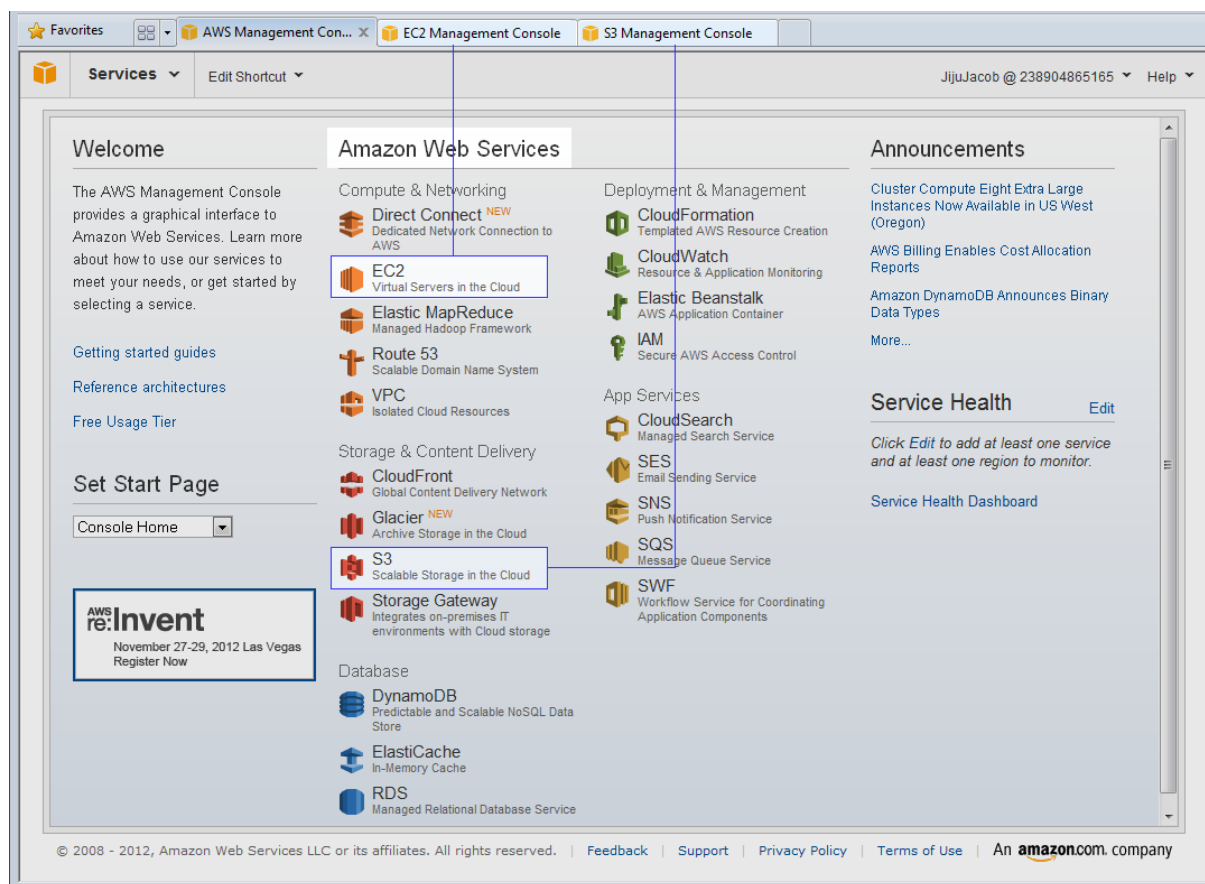 Favorites
AWS Management Con... X
EC2 Management Console
S3 Management Console
Services
Edit Shortcut
JijuJacob @ 238904865165
Help
Welcome
The AWS Management Console
provides a graphical interface to
Amazon Web Services. Learn more
about how to use our services to
meet your needs, or get started by
selecting a service.
Getting started guides
Reference architectures
Free Usage Tier
Set Start Page
Console Home
AWS
re:Invent
November 27-29, 2012 Las Vegas
Register Now
Amazon Web Services
Compute & Networking
Direct Connect NEW
Dedicated Network Connection to
AWS
EC2
Virtual Servers in the Cloud
Elastic MapReduce
Managed Hadoop Framework
Route 53
Scalable Domain Name System
VPC
Isolated Cloud Resources
Storage & Content Delivery
CloudFront
Global Content Delivery Network
Glacier NEW
Archive Storage in the Cloud
S3
Scalable Storage in the Cloud
Storage Gateway
Integrates on-premises IT
environments with Cloud storage
Database
DynamoDB
Predictable and Scalable NoSQL Data
Store
ElastiCache
In-Memory Cache
RDS
Managed Relational Database Service
Deployment & Management
CloudFormation
Templated AWS Resource Creation
CloudWatch
Resource & Application Monitoring
Elastic Beanstalk
AWS Application Container
IAM
Secure AWS Access Control
App Services
CloudSearch
Managed Search Service
SES
Email Sending Service
SNS
Push Notification Service
SQS
Message Queue Service
SWF
Workflow Service for Coordinating
Application Components
Announcements
Cluster Compute Eight Extra Large
Instances Now Available in US West
(Oregon)
AWS Billing Enables Cost Allocation
Reports
Amazon DynamoDB Announces Binary
Data Types
More...
Service Health
Edit
Click Edit to add at least one service
and at least one region to monitor.
Service Health Dashboard
© 2008 - 2012, Amazon Web Services LLC or its affiliates. All rights reserved. | Feedback | Support | Privacy Policy | Terms of Use | An amazon.com. company